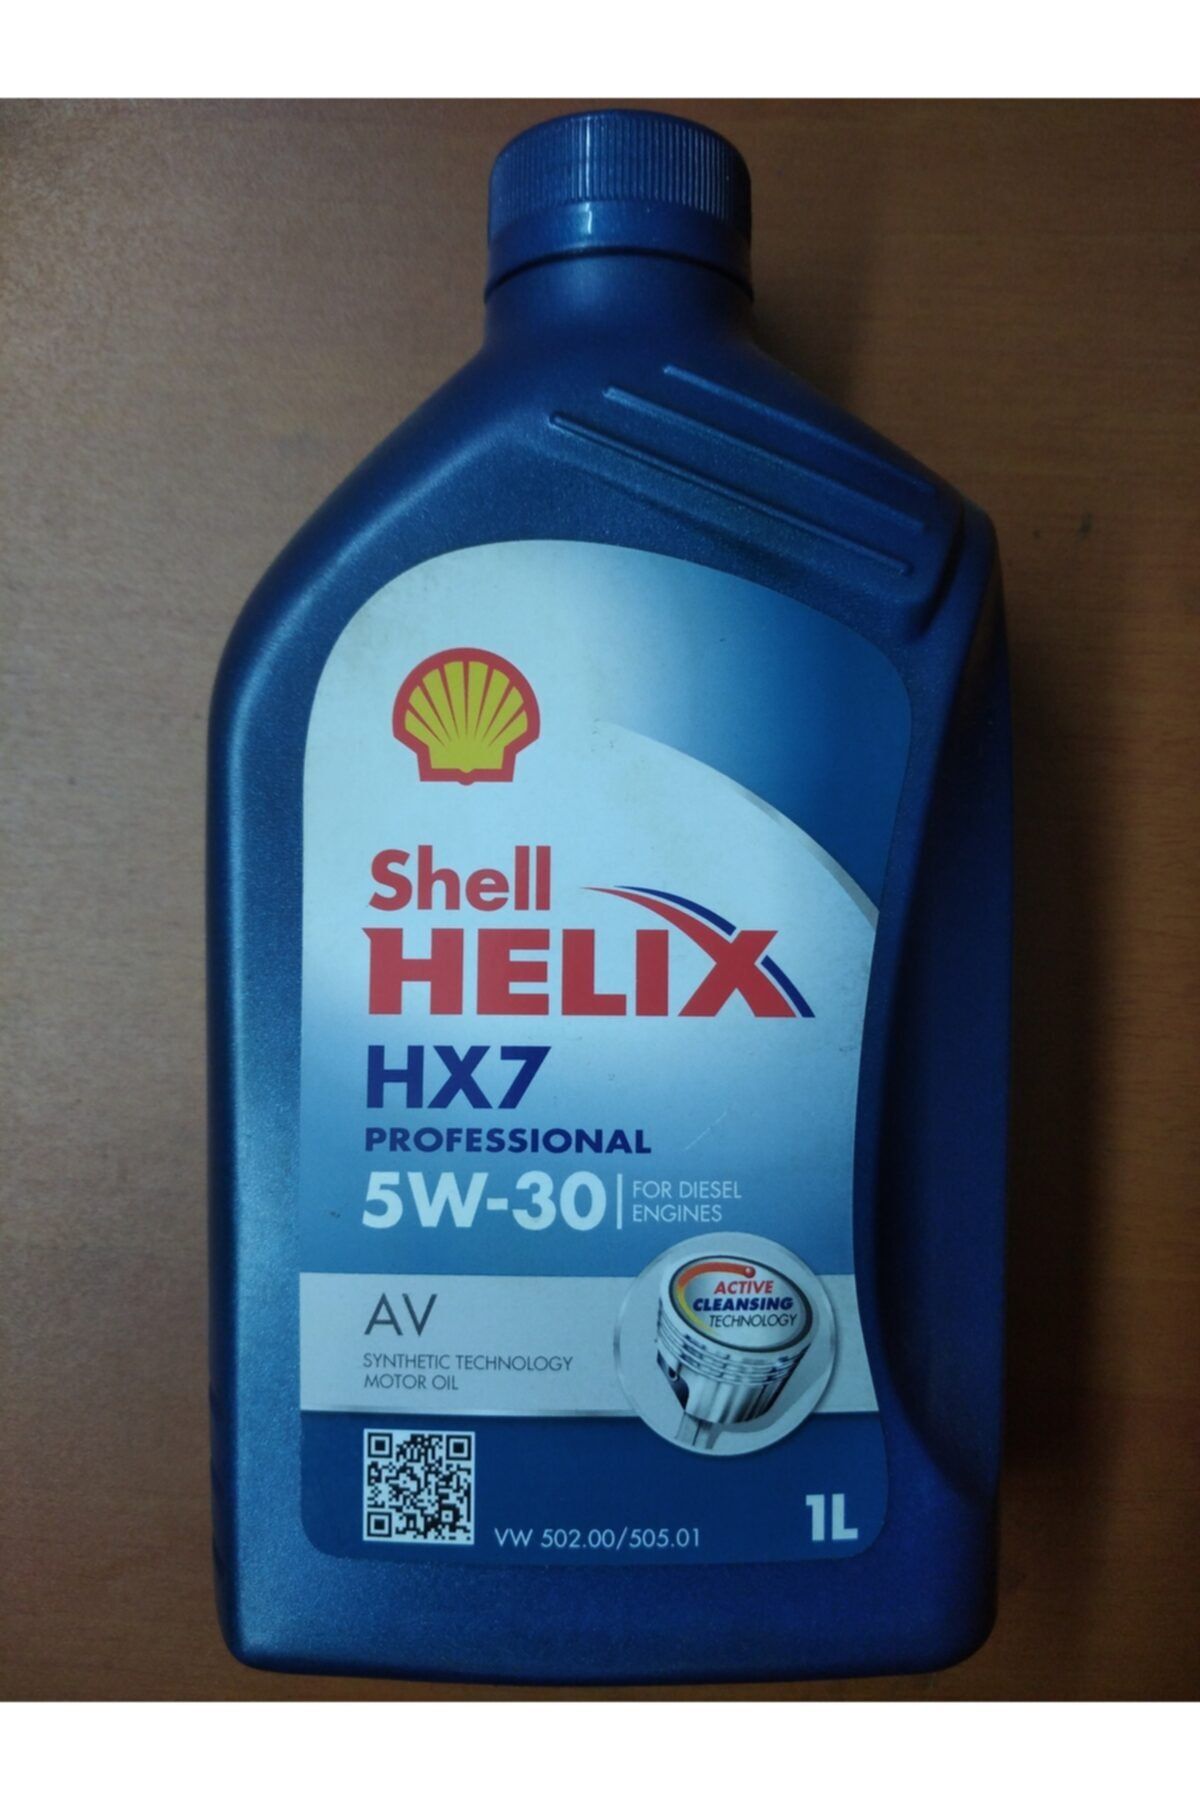 Shell
HELIX
HX7
PROFESSIONAL
5W-30
FOR DIESEL
ENGINES
ACTIVE
CLEANSING
TECHNOLOGY
AV
SYNTHETIC TECHNOLOGY
MOTOR OIL
VW 502.00/505.01
1L